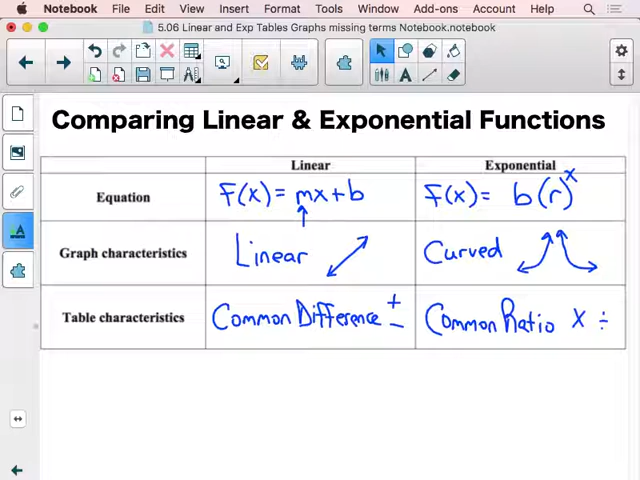 Notebook File Edit View Insert Format Tools Window Add-ons Account
5.06 Linear and Exp Tables Graphs missing terms Notebook.notebook
Comparing Linear & Exponential Functions
Linear Exponential
Equation F(x) = mx+b F(x) = b(r)^x
Graph characteristics Linear Curved
Table characteristics Common Difference + − Common Ratio x ÷